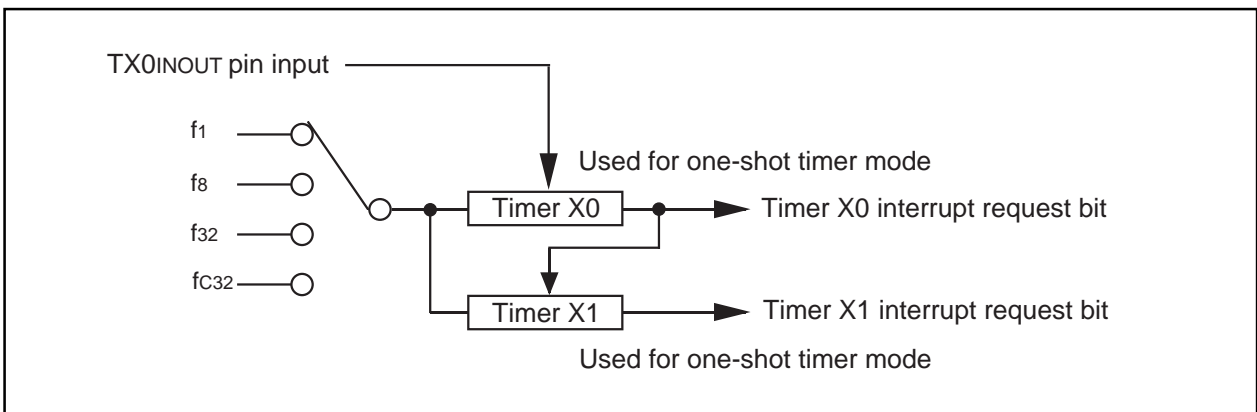 TX0INOUT pin input
f1
f8
f32
fC32
Used for one-shot timer mode
Timer X0
Timer X0 interrupt request bit
Timer X1
Timer X1 interrupt request bit
Used for one-shot timer mode